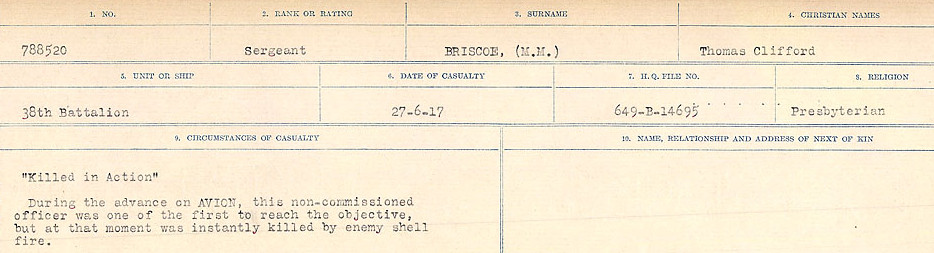 1. NO.
2. RANK OR RATING
3. SURNAME
4. CHRISTIAN NAMES
788520
Sergeant
BRISCOE, (M.M.)
Thomas Clifford
5. UNIT OR SHIP
6. DATE OF CASUALTY
7. H. Q. FILE NO.
8. RELIGION
38th Battalion
27-6-17
649-B-14695
Presbyterian
9. CIRCUMSTANCES OF CASUALTY
10. NAME, RELATIONSHIP AND ADDRESS OF NEXT OF KIN
"Killed in Action"
During the advance on AVION, this non-commissioned
officer was one of the first to reach the objective,
but at that moment was instantly killed by enemy shell
fire.